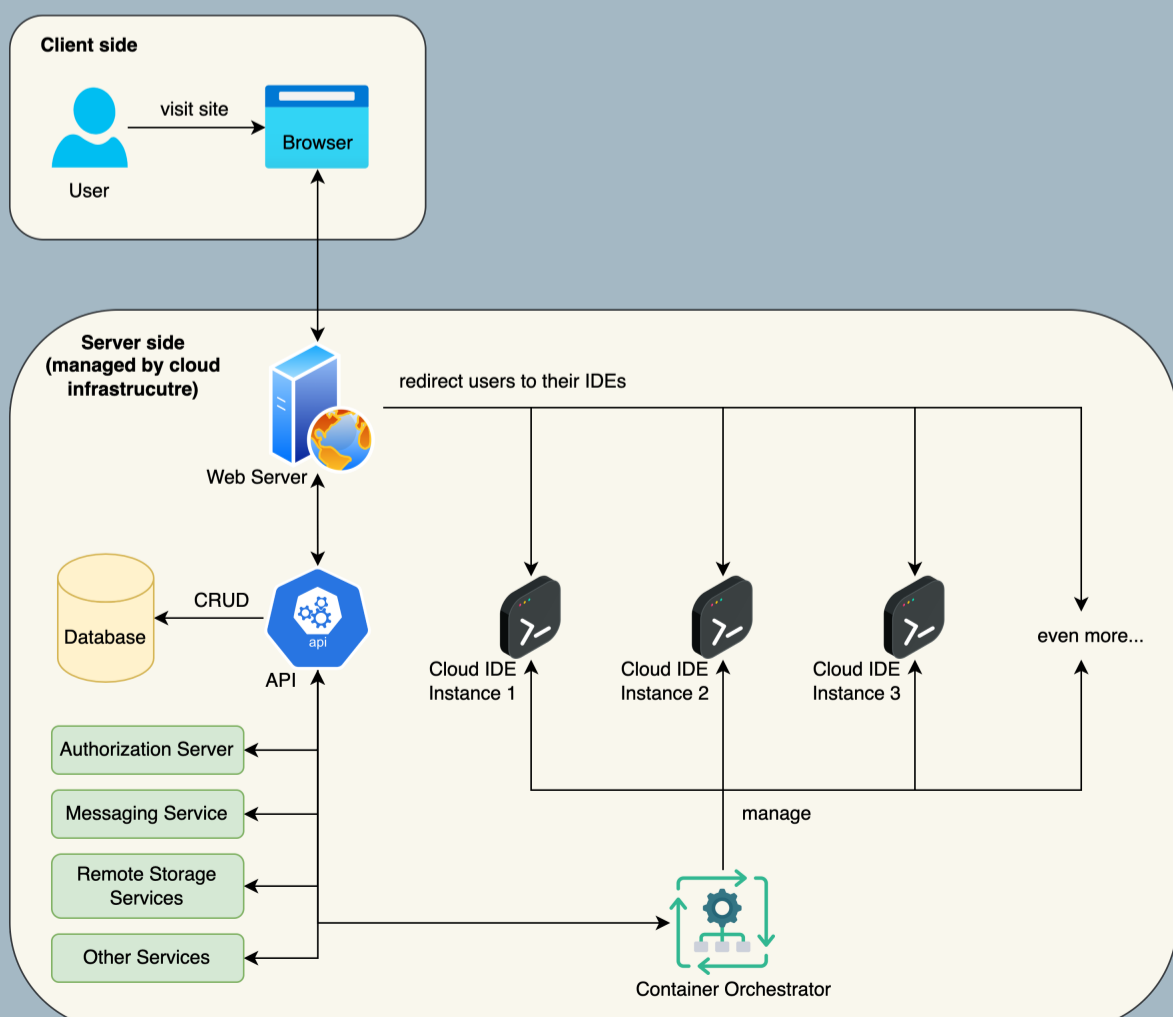 Client side
visit site
Browser
User
Server side
(managed by cloud
infrastrucutre)
redirect users to their IDEs
Web Server
CRUD
Database
api
API
Cloud IDE
Instance 1
Cloud IDE
Instance 2
Cloud IDE
Instance 3
even more...
Authorization Server
Messaging Service
Remote Storage
Services
Other Services
manage
Container Orchestrator